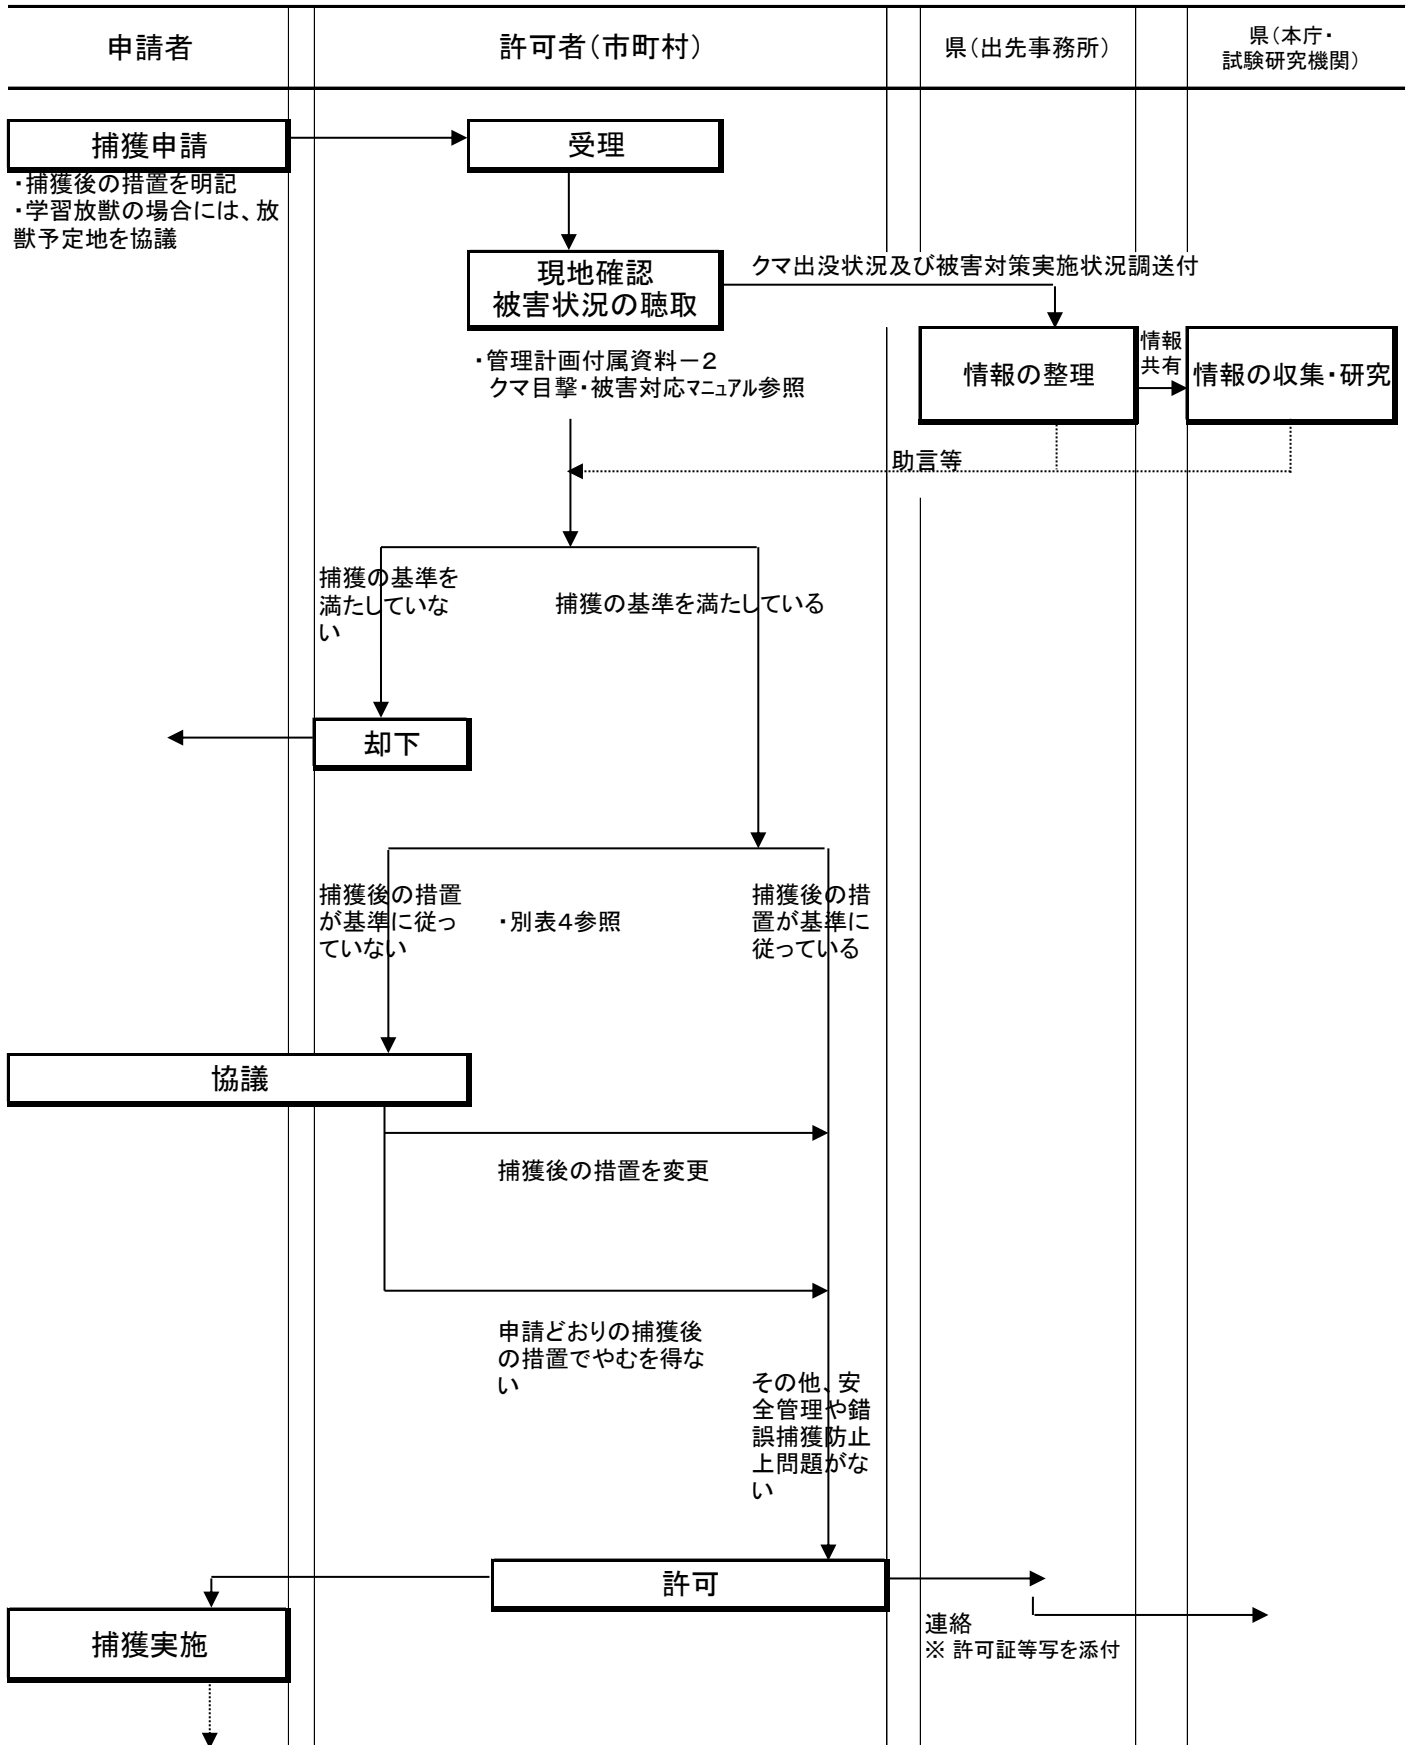 申請者
許可者（市町村）
県（出先事務所）
県（本庁・
試験研究機関）
捕獲申請
受理
・捕獲後の措置を明記
・学習放獣の場合には、放
獣予定地を協議
現地確認
被害状況の聴取
クマ出没状況及び被害対策実施状況調送付
・管理計画付属資料－２
クマ目撃・被害対応マニュアル参照
情報の整理
情報
共有
情報の収集・研究
助言等
捕獲の基準を
満たしていな
い
捕獲の基準を満たしている
却下
捕獲後の措置
が基準に従っ
ていない
・別表４参照
捕獲後の措
置が基準に
従っている
協議
捕獲後の措置を変更
申請どおりの捕獲後
の措置でやむを得な
い
その他、安
全管理や錯
誤捕獲防止
上問題がな
い
許可
連絡
※ 許可証等写を添付
捕獲実施